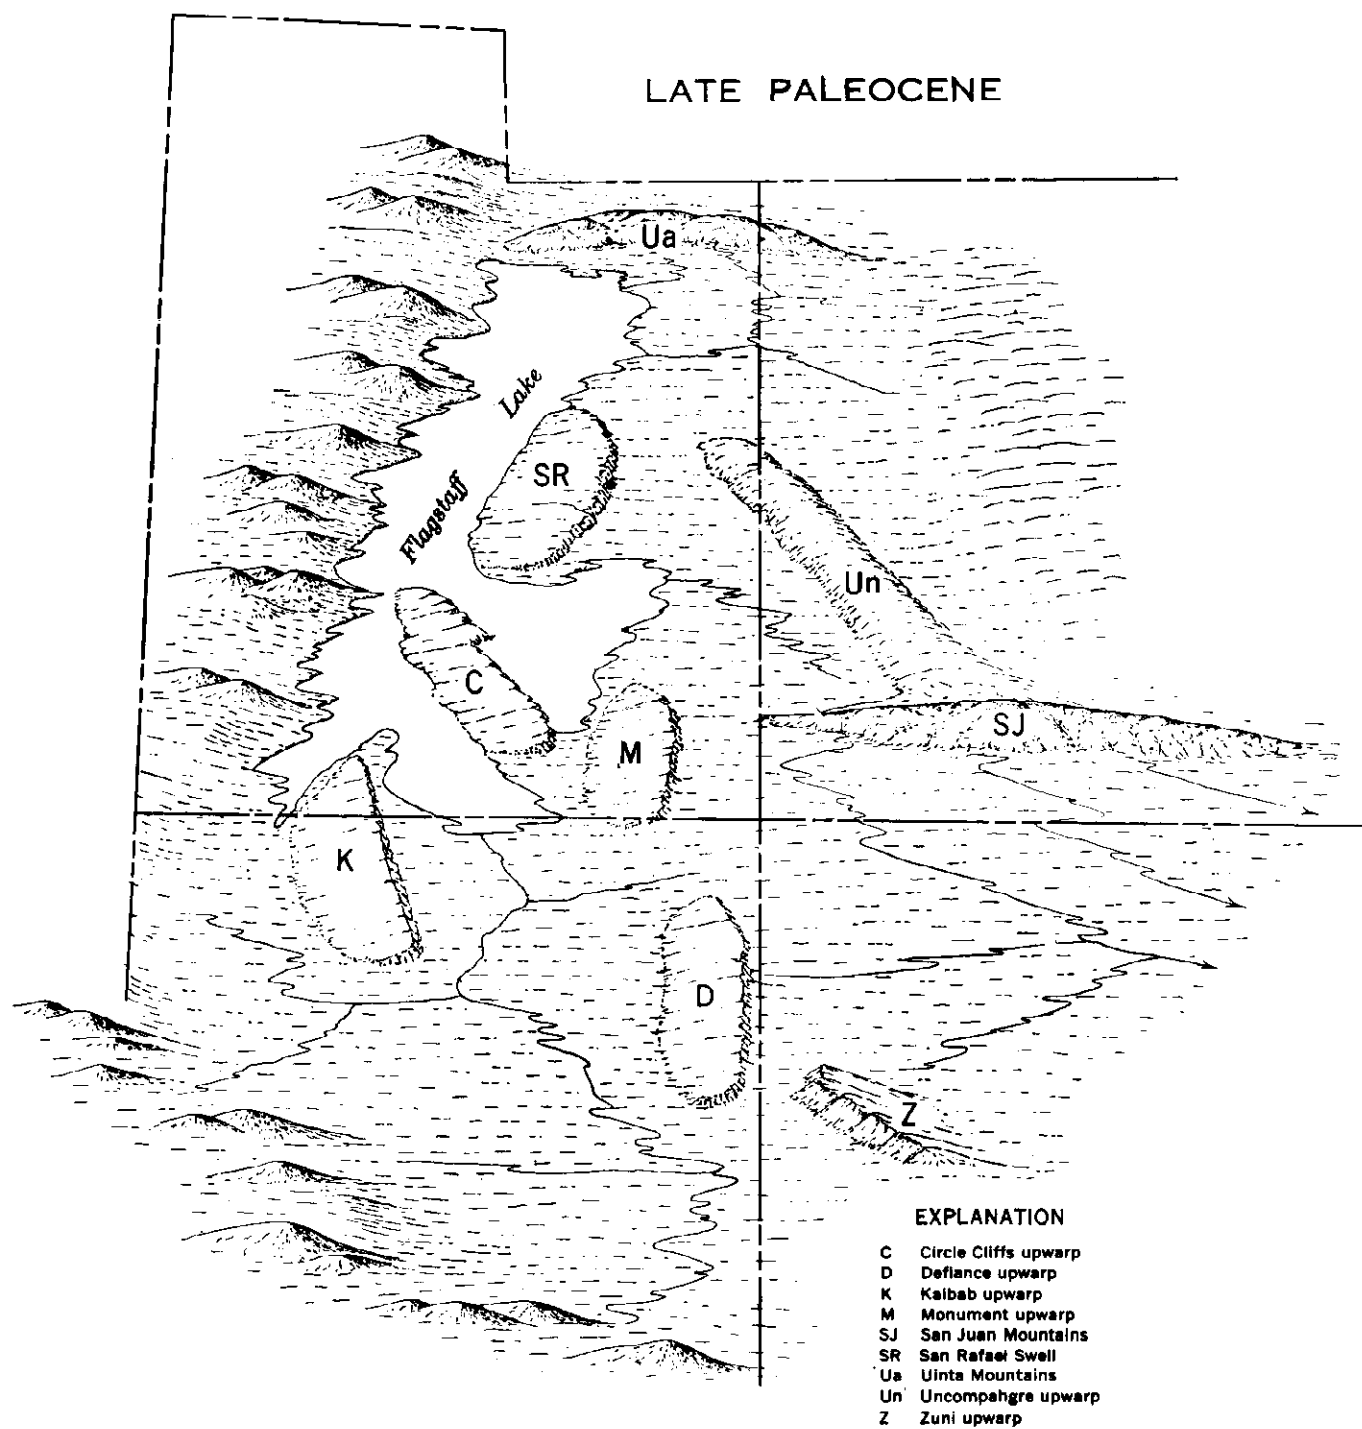 LATE PALEOCENE
Ua
Lake
Flagstaff
SR
Un
C
SJ
M
K
D
Z
EXPLANATION
C Circle Cliffs upwarp
D Defiance upwarp
K Kaibab upwarp
M Monument upwarp
SJ San Juan Mountains
SR San Rafael Swell
Ua Uinta Mountains
Un Uncompahgre upwarp
Z Zuni upwarp